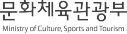 문화체육관광부
Ministry of Culture, Sports and Tourism